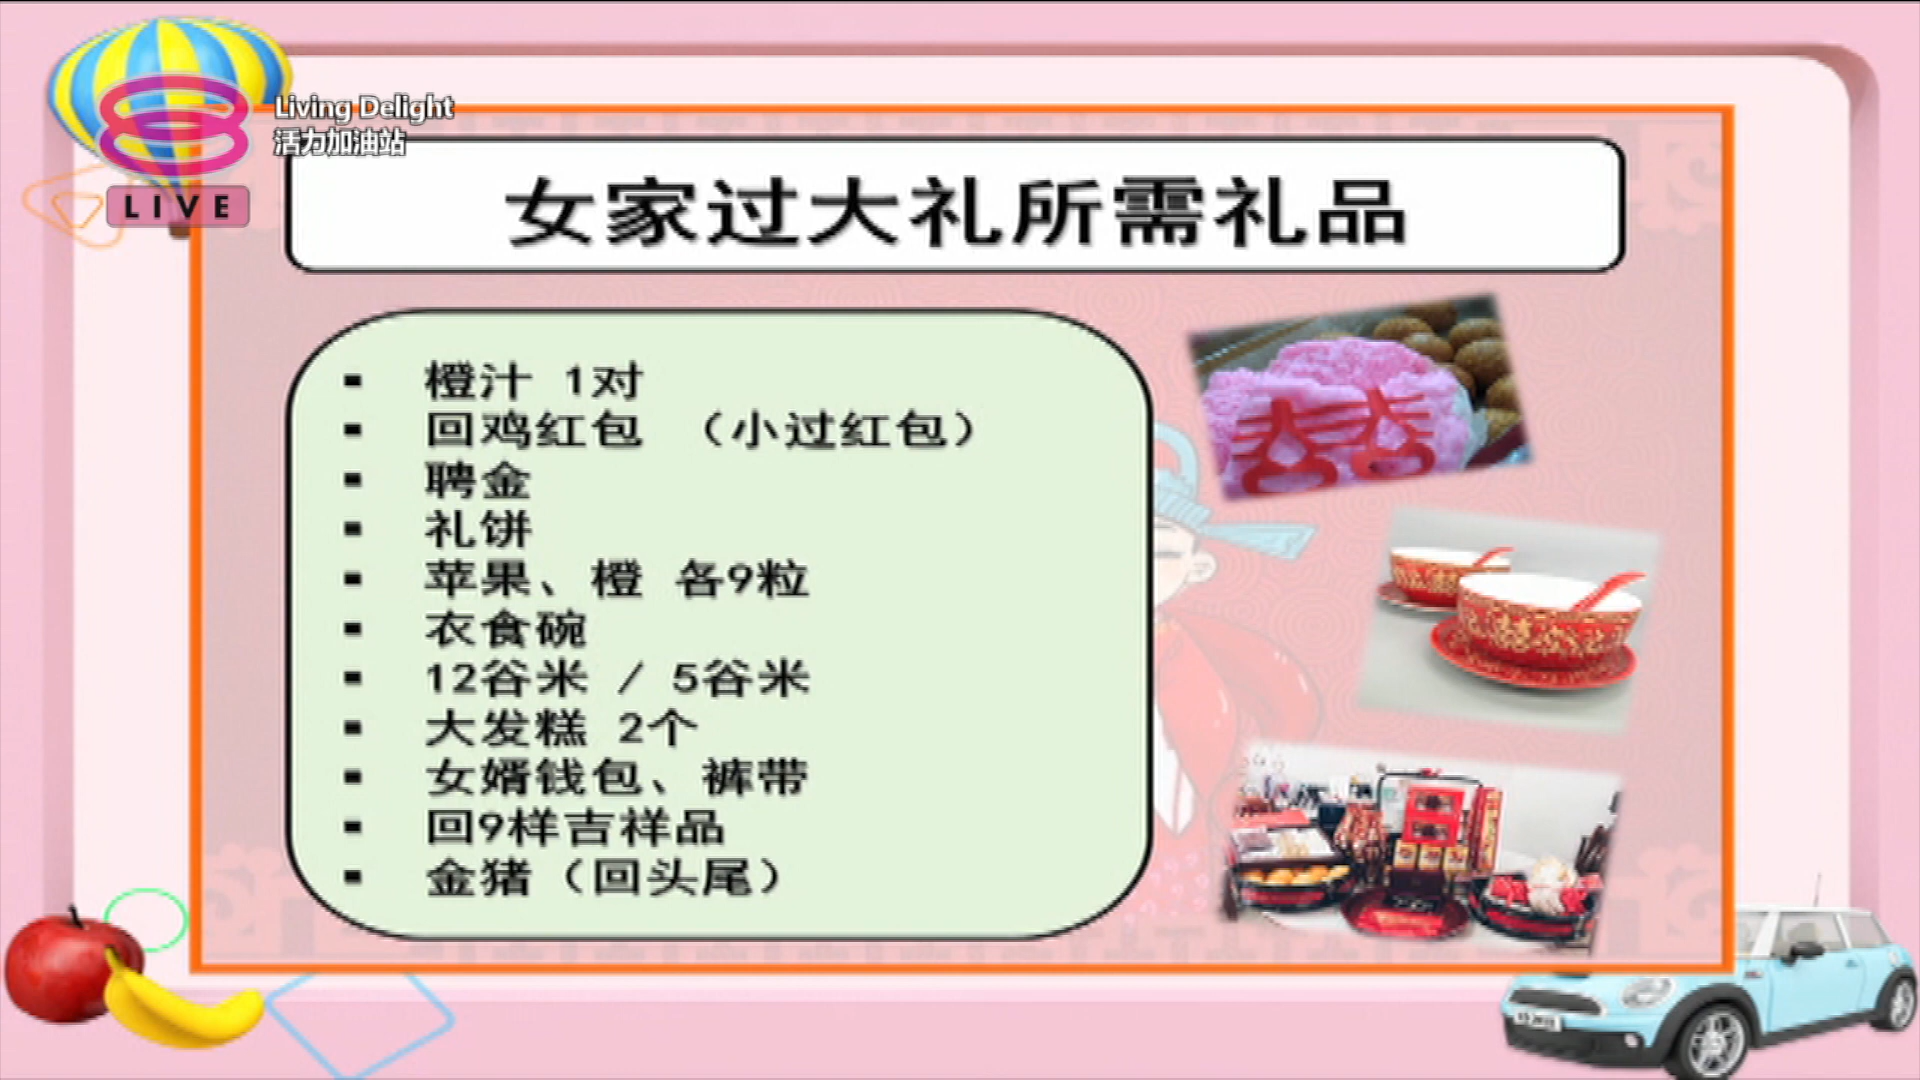 Living Delight
活力加油站
LIVE
女家过大礼所需礼品
▪ 橙汁 1对
▪ 回鸡红包 （小过红包）
▪ 聘金
▪ 礼饼
▪ 苹果、橙 各9粒
▪ 衣食碗
▪ 12谷米 / 5谷米
▪ 大发糕 2个
▪ 女婿钱包、裤带
▪ 回9样吉祥品
▪ 金猪（回头尾）